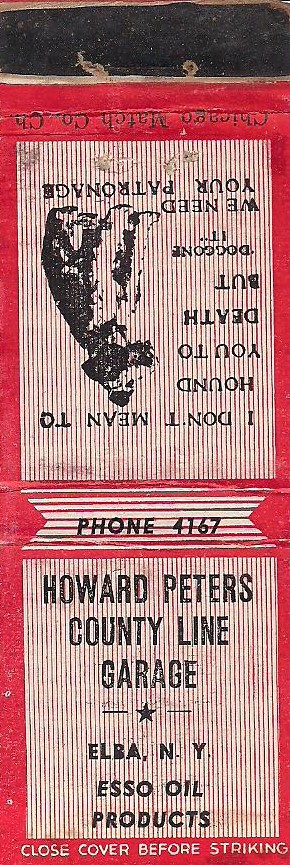 Chicago Match Co. Ch.
I DON'T MEAN TO
HOUND
YOU TO
DEATH
BUT
DOGGONE
IT..
WE NEED
YOUR PATRONAGE
PHONE 4167
HOWARD PETERS
COUNTY LINE
GARAGE
ELBA, N. Y.
ESSO OIL
PRODUCTS
CLOSE COVER BEFORE STRIKING